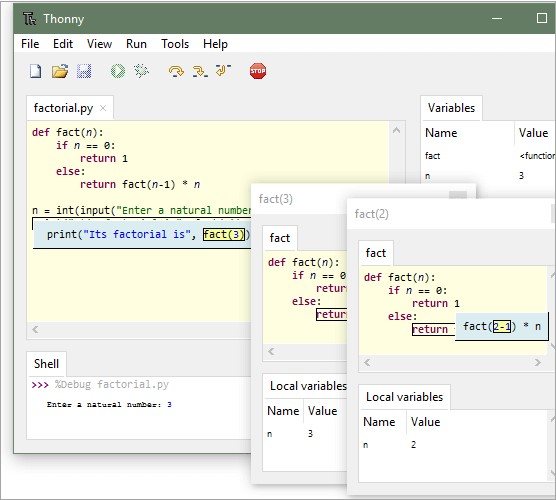 Thonny
File Edit View Run Tools Help
STOP
factorial.py
def fact(n):
    if n == 0:
        return 1
    else:
        return fact(n-1) * n
n = int(input("Enter a natural number
print("Its factorial is", fact(3))
Shell
>>> %Debug factorial.py
Enter a natural number: 3
Variables
Name Value
fact <function
n 3
fact(3)
fact
def fact(n):
    if n == 0
        retur
    else:
        retur
Local variables
Name Value
n 3
fact(2)
fact
def fact(n):
    if n == 0:
        return 1
    else:
        return
fact(2-1) * n
Local variables
Name Value
n 2